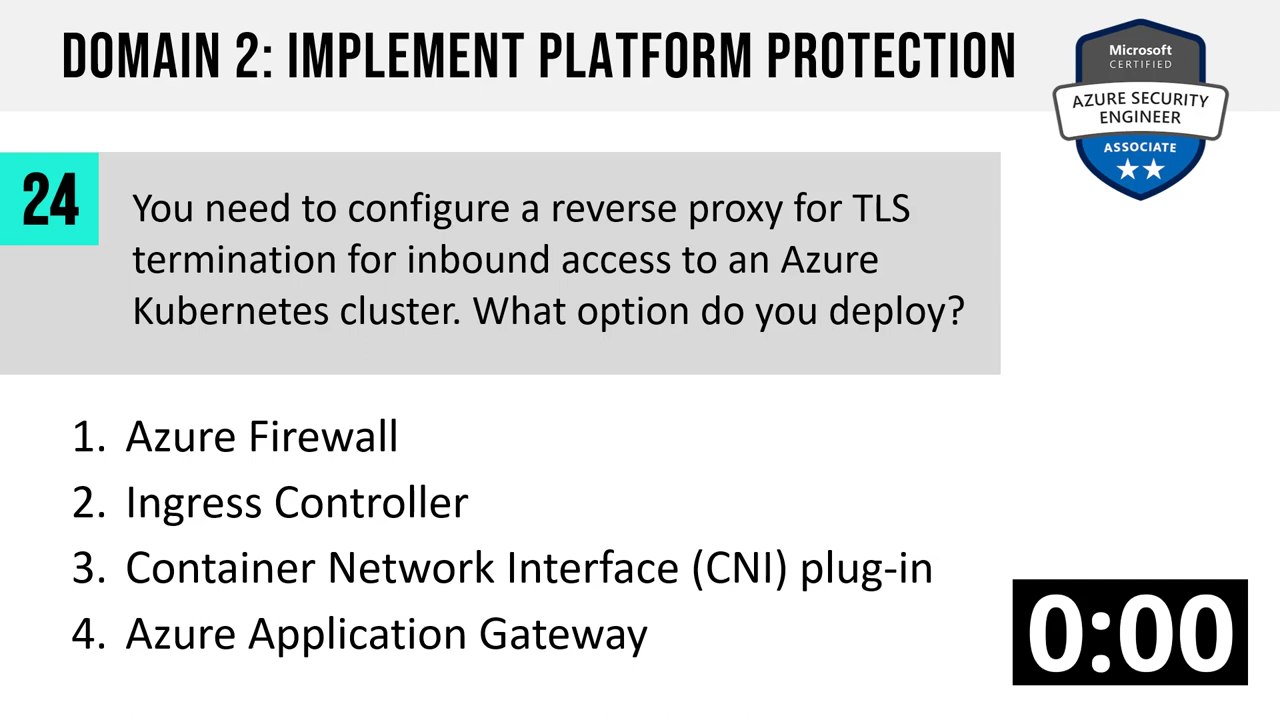 DOMAIN 2: IMPLEMENT PLATFORM PROTECTION
Microsoft
CERTIFIED
AZURE SECURITY
ENGINEER
ASSOCIATE
24
You need to configure a reverse proxy for TLS
termination for inbound access to an Azure
Kubernetes cluster. What option do you deploy?
1. Azure Firewall
2. Ingress Controller
3. Container Network Interface (CNI) plug-in
4. Azure Application Gateway
0:00